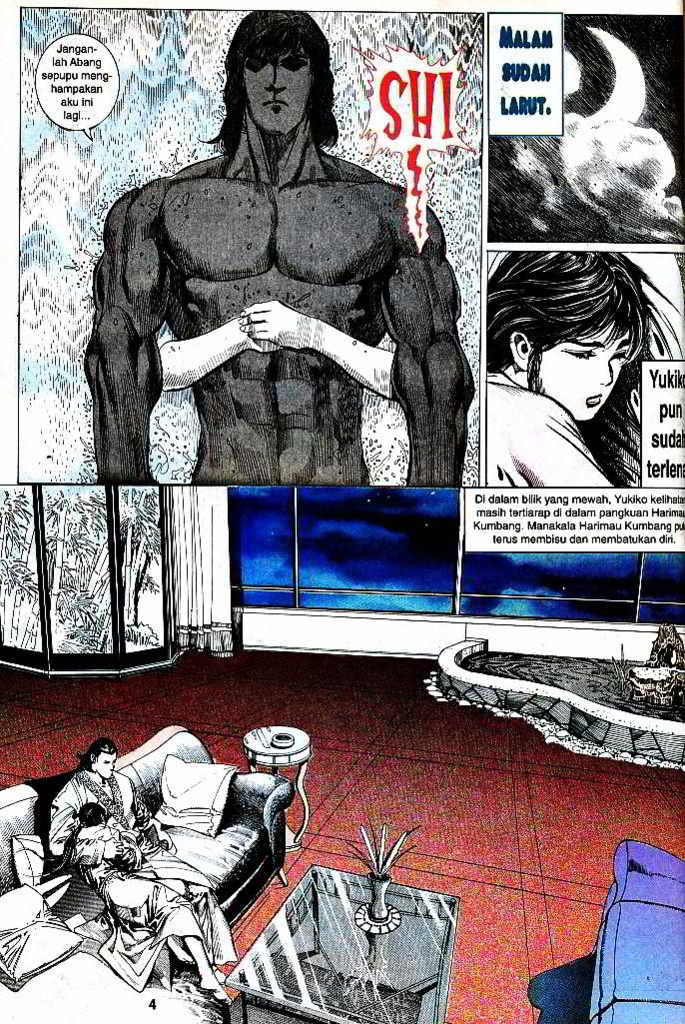 Jangan-
lah Abang
sepupu meng-
hampakan
aku ini
lagi...
SHI
MALAM
SUDAH
LARUT.
Yukiko
pun
sudah
terlena
Di dalam bilik yang mewah, Yukiko kelihatan
masih tertiarap di dalam pangkuan Harimau
Kumbang. Manakala Harimau Kumbang pu
terus membisu dan membatukan diri.
4